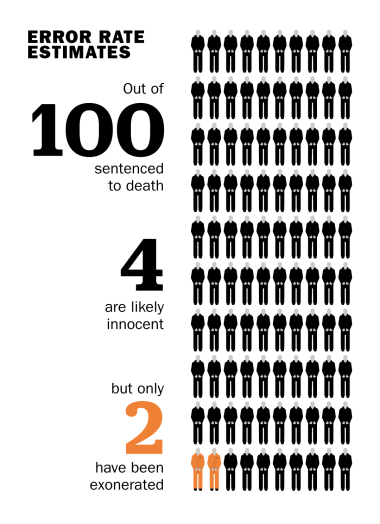 ERROR RATE
ESTIMATES
Out of
100
sentenced
to death
4
are likely
innocent
but only
2
have been
exonerated